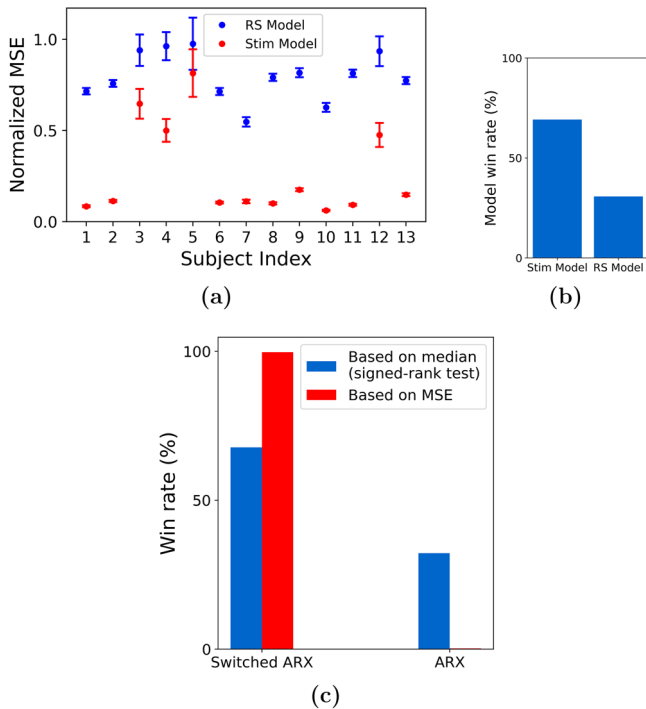 RS Model
Stim Model
Normalized MSE
1.0
0.5
0.0
1 2 3 4 5 6 7 8 9 10 11 12 13
Subject Index
(a)
Model win rate (%)
100
50
0
Stim Model RS Model
(b)
Based on median
(signed-rank test)
Based on MSE
Win rate (%)
100
50
0
Switched ARX ARX
(c)